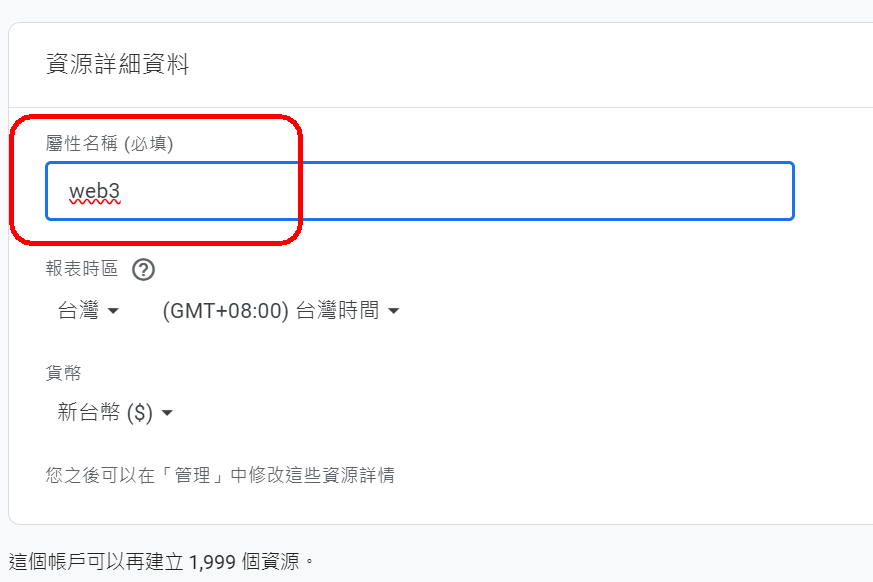 資源詳細資料
屬性名稱 (必填)
web3
報表時區 ?
台灣 (GMT+08:00) 台灣時間
貨幣
新台幣 ($)
您之後可以在「管理」中修改這些資源詳情
這個帳戶可以再建立 1,999 個資源。